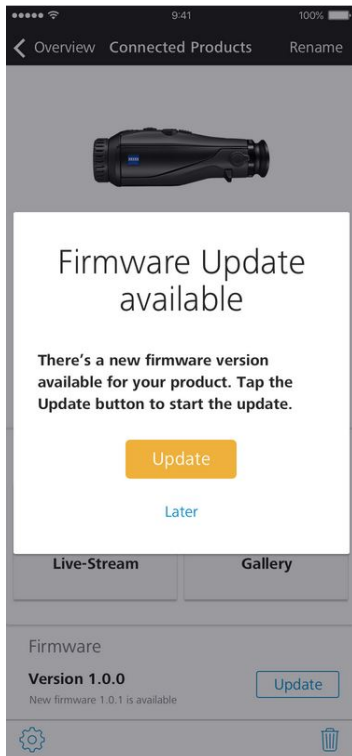 9:41
100%
Overview
Connected Products
Rename
ZEISS
Firmware Update
available
There's a new firmware version
available for your product. Tap the
Update button to start the update.
Update
Later
Live-Stream
Gallery
Firmware
Version 1.0.0
New firmware 1.0.1 is available
Update